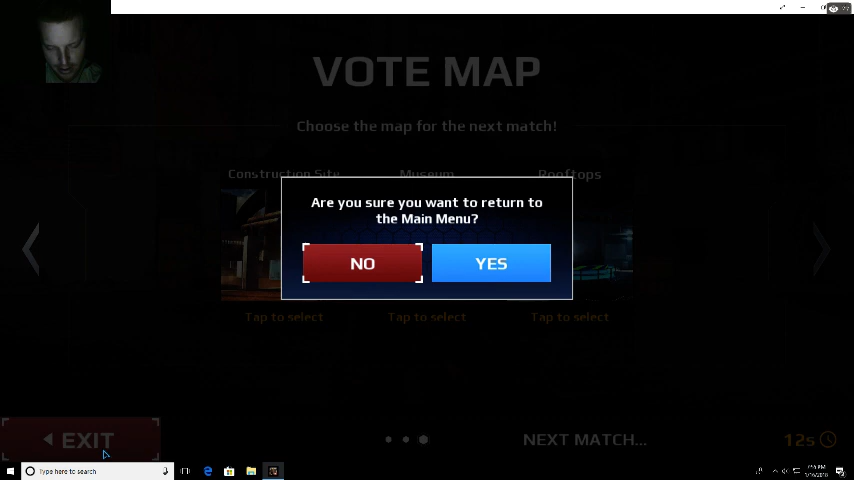 VOTE MAP
Choose the map for the next match!
Construction Site
Museum
Rooftops
Are you sure you want to return to
the Main Menu?
NO
YES
Tap to select
Tap to select
Tap to select
EXIT
NEXT MATCH...
12s
Type here to search